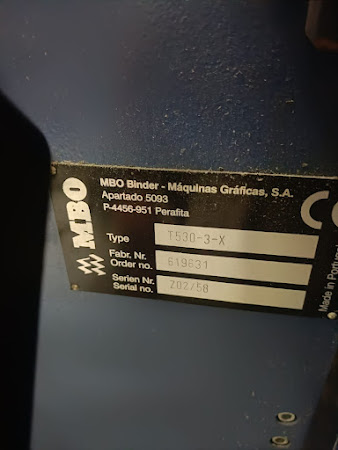 MBO
MBO Binder - Máquinas Gráficas, S.A.
Apartado 5093
P-4456-951 Perafita
Type T530-3-X
Fabr. Nr.
Order no. 619631
Serien Nr.
Serial no. Z02/58
CE
Made in Portugal